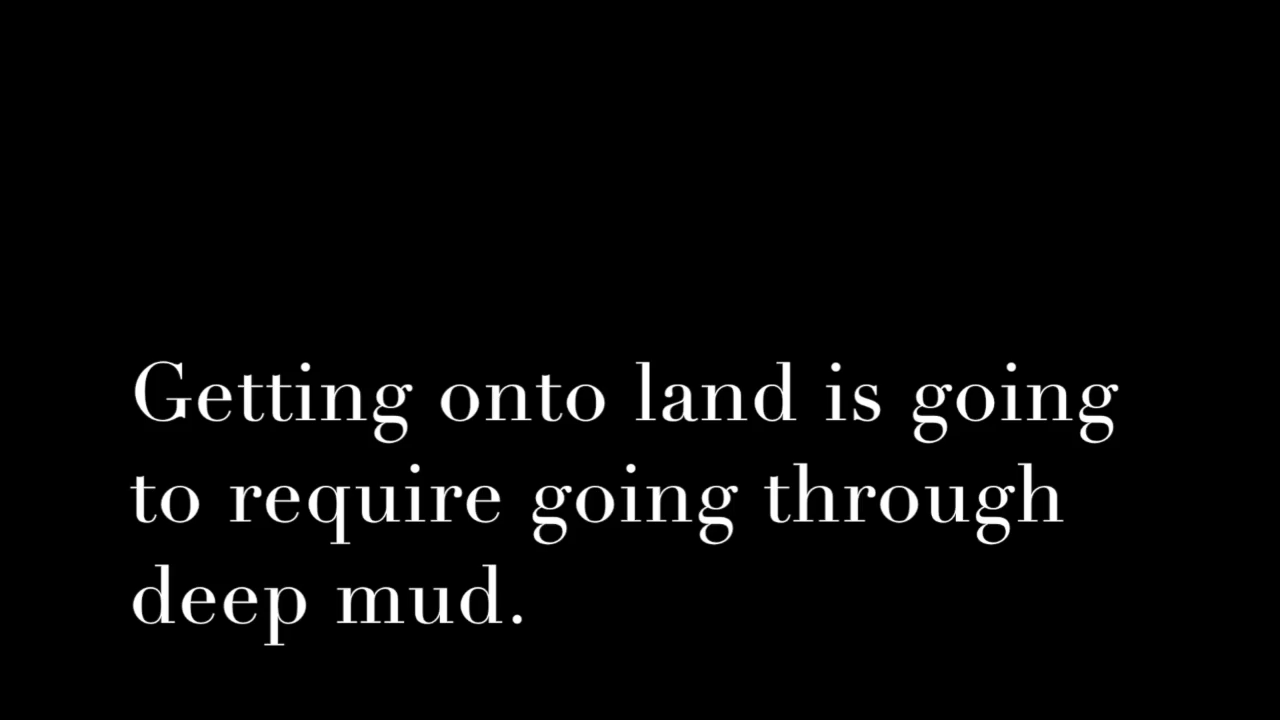 Getting onto land is going
to require going through
deep mud.